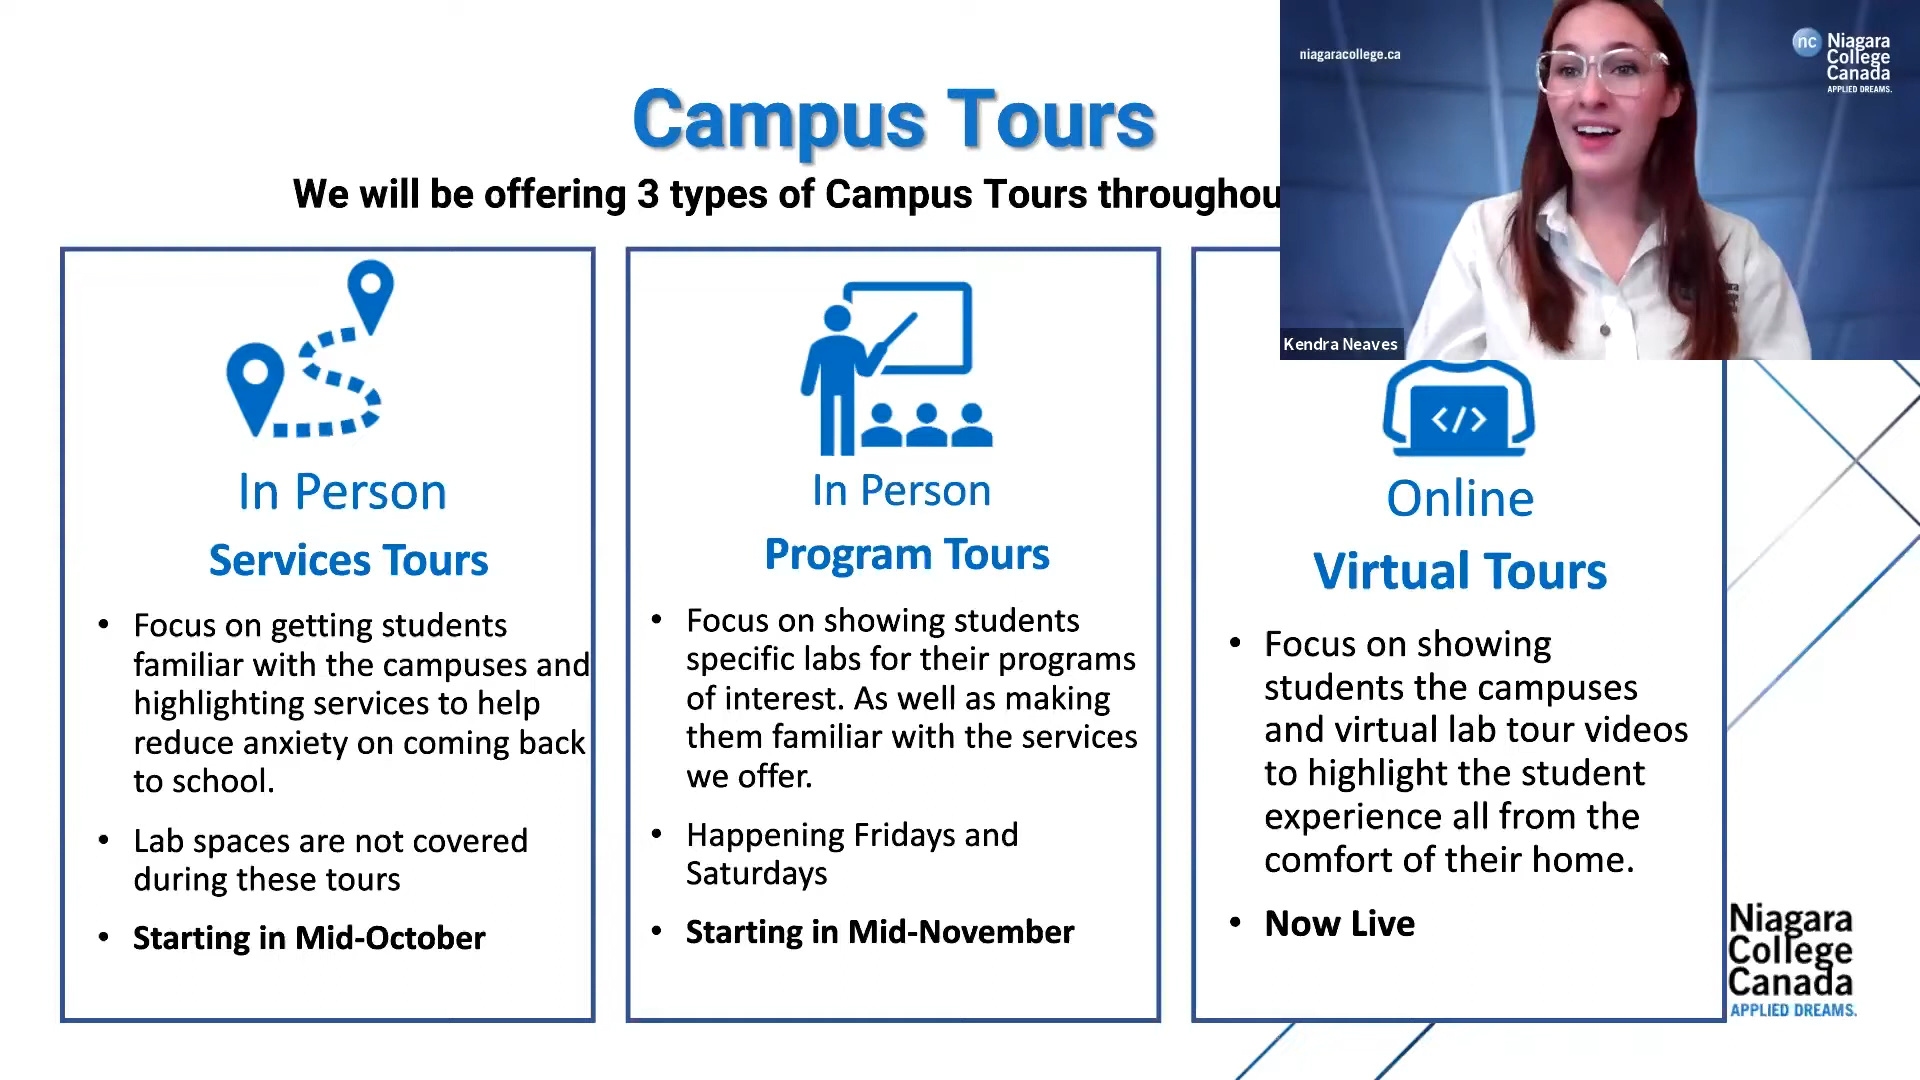 Campus Tours
We will be offering 3 types of Campus Tours
niagaracollege.ca
nc
Niagara
College
Canada
APPLIED DREAMS.
Kendra Neaves
In Person
Services Tours
• Focus on getting students
familiar with the campuses and
highlighting services to help
reduce anxiety on coming back
to school.
• Lab spaces are not covered
during these tours
• Starting in Mid-October
In Person
Program Tours
• Focus on showing students
specific labs for their programs
of interest. As well as making
them familiar with the services
we offer.
• Happening Fridays and
Saturdays
• Starting in Mid-November
</>
Online
Virtual Tours
• Focus on showing
students the campuses
and virtual lab tour videos
to highlight the student
experience all from the
comfort of their home.
• Now Live
Niagara
College
Canada
APPLIED DREAMS.